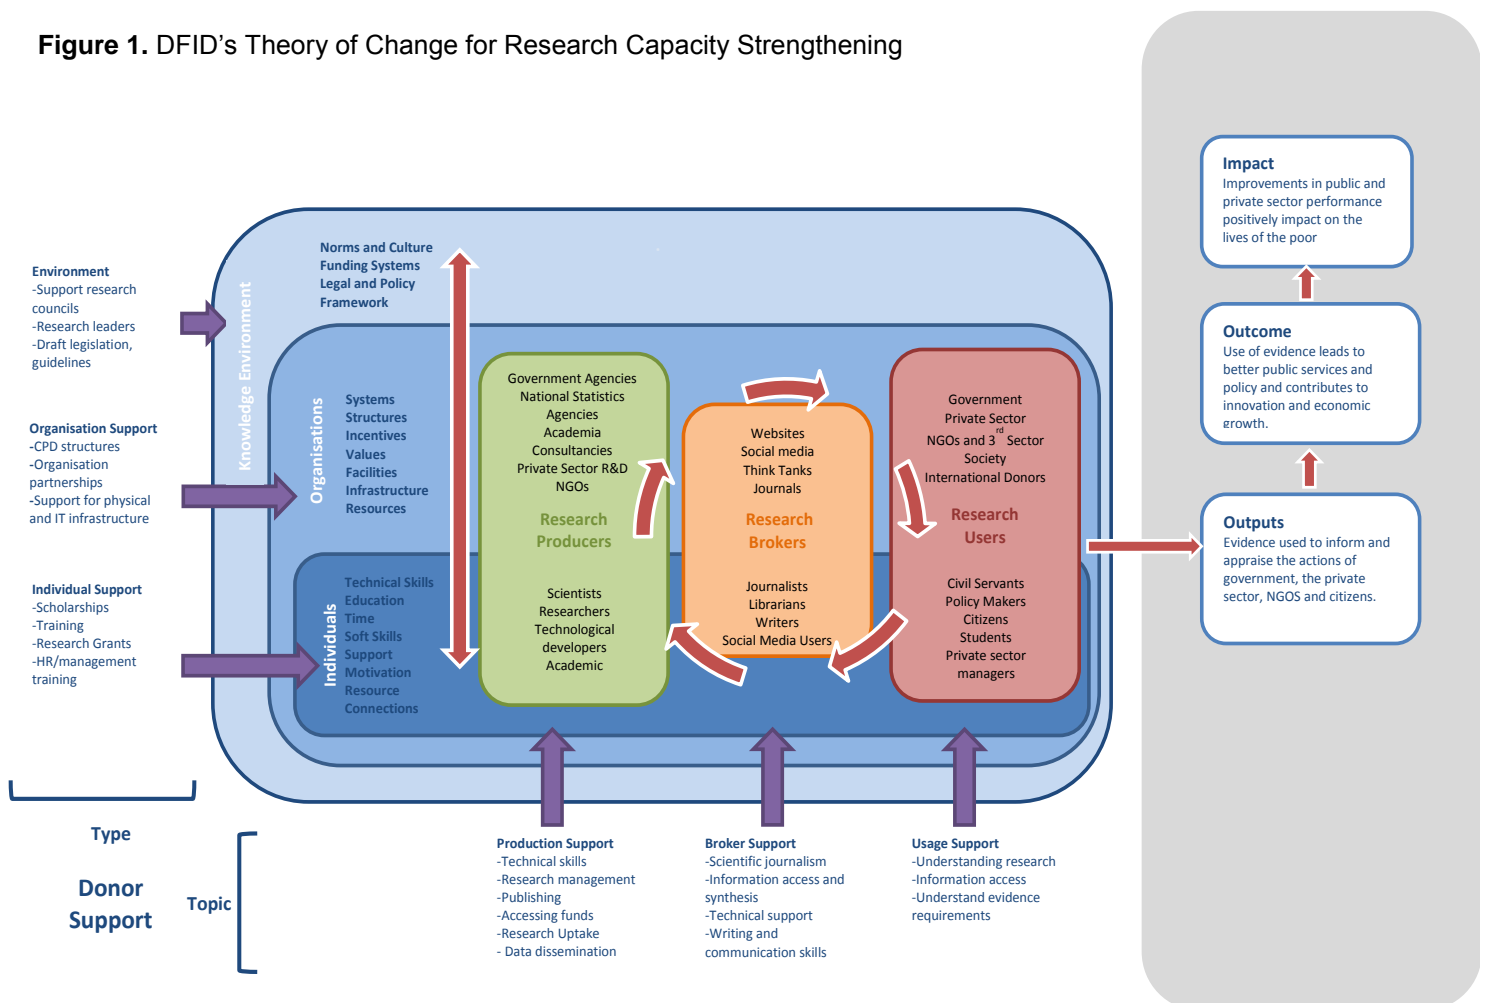 Figure 1. DFID's Theory of Change for Research Capacity Strengthening
Environment
-Support research
councils
-Research leaders
-Draft legislation,
guidelines
Organisation Support
-CPD structures
-Organisation
partnerships
-Support for physical
and IT infrastructure
Individual Support
-Scholarships
-Training
-Research Grants
-HR/management
training
Knowledge Environment
Norms and Culture
Funding Systems
Legal and Policy
Framework
Organisations
Systems
Structures
Incentives
Values
Facilities
Infrastructure
Resources
Individuals
Technical Skills
Education
Time
Soft Skills
Support
Motivation
Resource
Connections
Government Agencies
National Statistics
Agencies
Academia
Consultancies
Private Sector R&D
NGOs
Research
Producers
Scientists
Researchers
Technological
developers
Academic
Websites
Social media
Think Tanks
Journals
Research
Brokers
Journalists
Librarians
Writers
Social Media Users
Government
Private Sector
NGOs and 3rd Sector
Society
International Donors
Research
Users
Civil Servants
Policy Makers
Citizens
Students
Private sector
managers
Impact
Improvements in public and
private sector performance
positively impact on the
lives of the poor
Outcome
Use of evidence leads to
better public services and
policy and contributes to
innovation and economic
growth.
Outputs
Evidence used to inform and
appraise the actions of
government, the private
sector, NGOS and citizens.
Type
Donor
Support
Topic
Production Support
-Technical skills
-Research management
-Publishing
-Accessing funds
-Research Uptake
- Data dissemination
Broker Support
-Scientific journalism
-Information access and
synthesis
-Technical support
-Writing and
communication skills
Usage Support
-Understanding research
-Information access
-Understand evidence
requirements